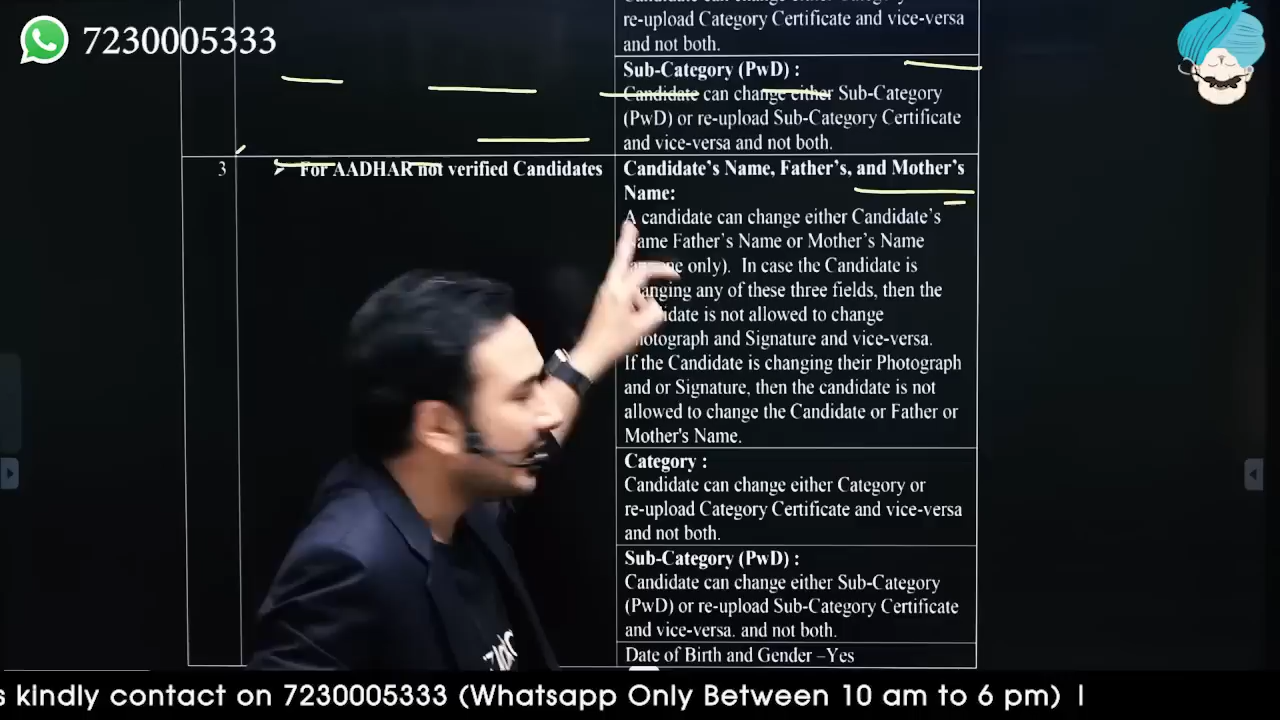 7230005333
re-upload Category Certificate and vice-versa
and not both.
Sub-Category (PwD) :
Candidate can change either Sub-Category
(PwD) or re-upload Sub-Category Certificate
and vice-versa and not both.
3 ➢ For AADHAR not verified Candidates
Candidate's Name, Father's, and Mother's
Name:
A candidate can change either Candidate's
Name Father's Name or Mother's Name
only). In case the Candidate is
any of these three fields, then the
is not allowed to change
and Signature and vice-versa.
If the Candidate is changing their Photograph
and or Signature, then the candidate is not
allowed to change the Candidate or Father or
Mother's Name.
Category :
Candidate can change either Category or
re-upload Category Certificate and vice-versa
and not both.
Sub-Category (PwD) :
Candidate can change either Sub-Category
(PwD) or re-upload Sub-Category Certificate
and vice-versa. and not both.
Date of Birth and Gender –Yes
s kindly contact on 7230005333 (Whatsapp Only Between 10 am to 6 pm) |